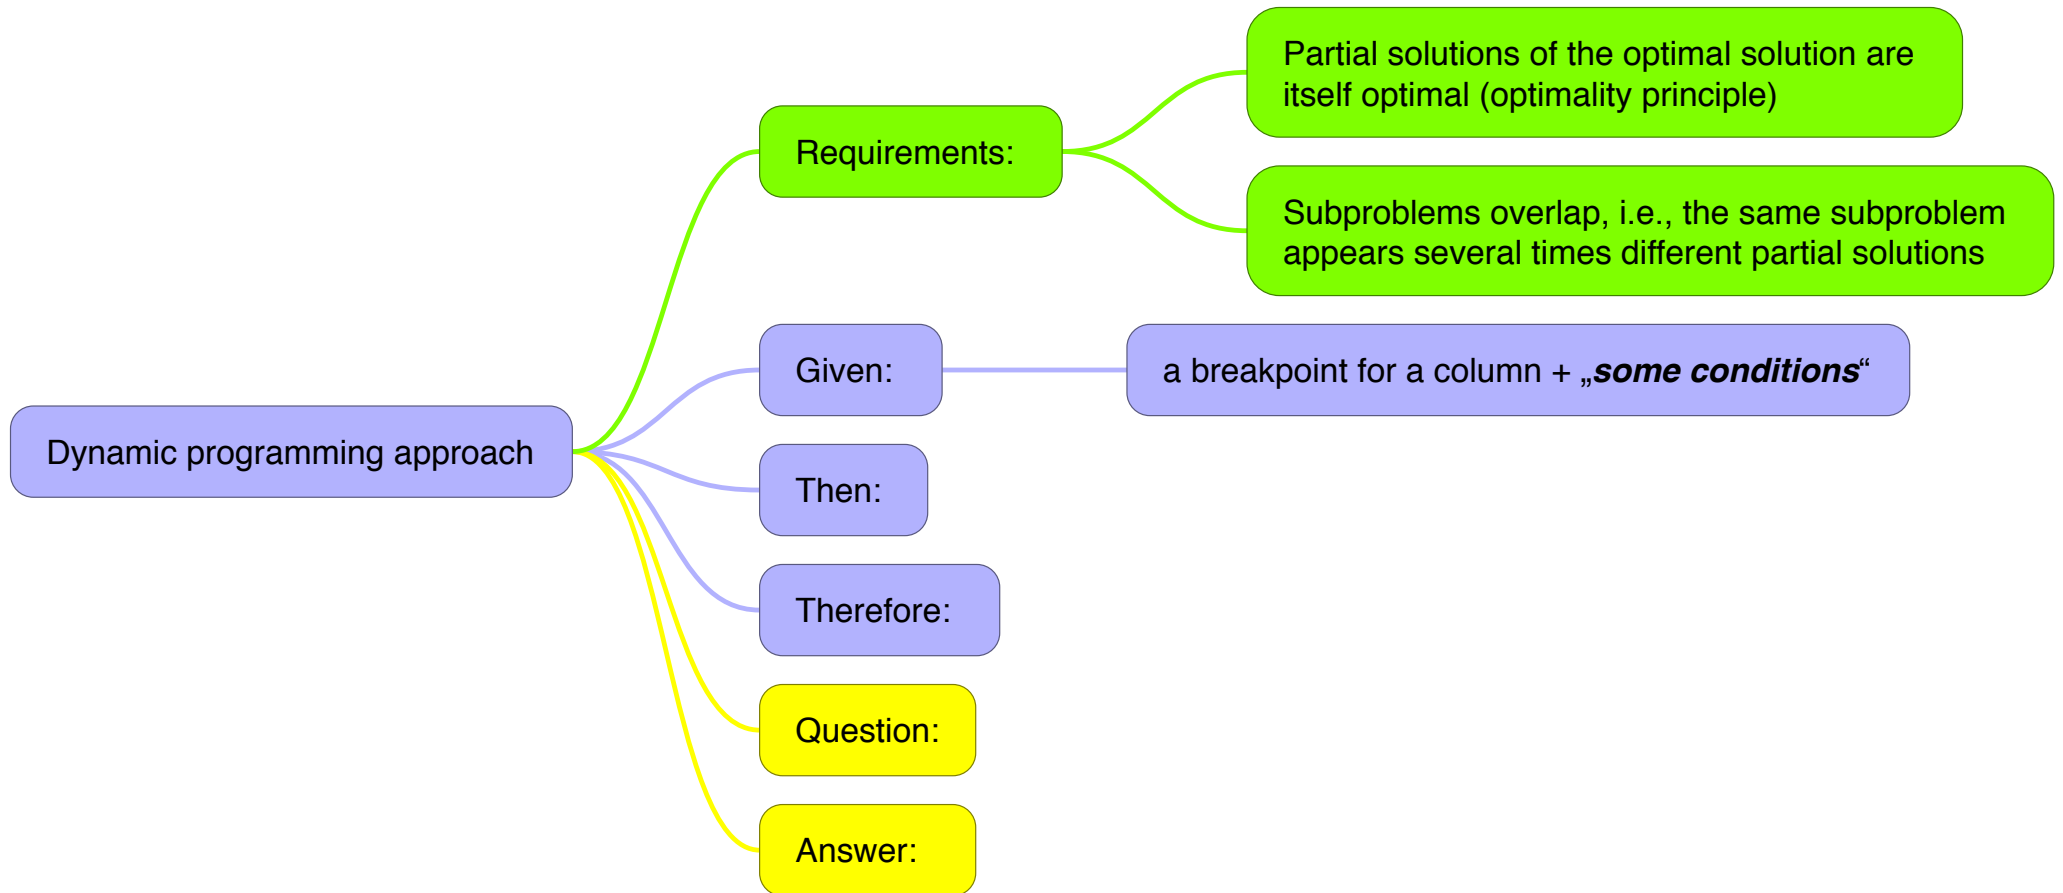 Partial solutions of the optimal solution are
itself optimal (optimality principle)
Requirements:
Subproblems overlap, i.e., the same subproblem
appears several times different partial solutions
Given:
a breakpoint for a column + „some conditions“
Dynamic programming approach
Then:
Therefore:
Question:
Answer: